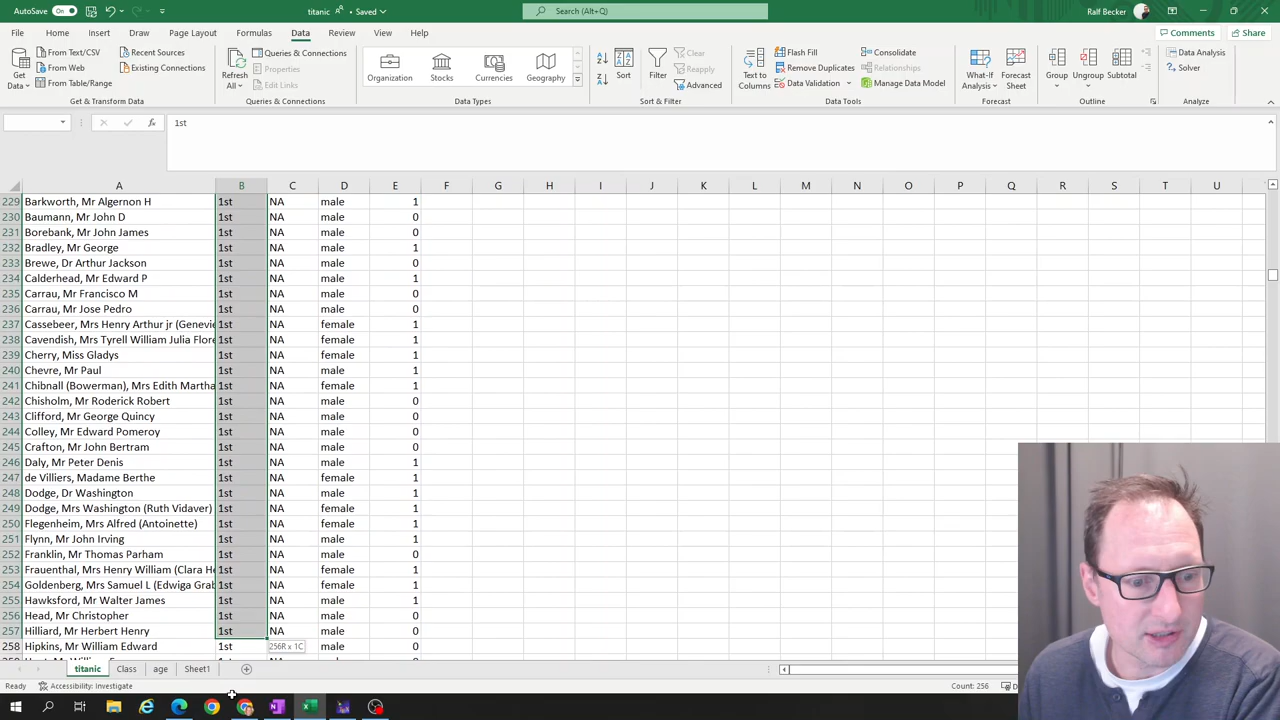 AutoSave On titanic • Saved Search (Alt+Q) Ralf Becker
File Home Insert Draw Page Layout Formulas Data Review View Help Comments Share
Get Data From Text/CSV From Web From Table/Range Recent Sources Existing Connections
Get & Transform Data
Refresh All Queries & Connections Properties Edit Links
Queries & Connections
Organization Stocks Currencies Geography
Data Types
Sort Filter Clear Reapply Advanced
Sort & Filter
Text to Columns Flash Fill Remove Duplicates Data Validation Consolidate Relationships Manage Data Model
Data Tools
What-If Analysis Forecast Sheet
Forecast
Group Ungroup Subtotal
Outline
Data Analysis Solver
Analyze
1st
A B C D E F G H I J K L M N O P Q R S T U
229 Barkworth, Mr Algernon H 1st NA male 1
230 Baumann, Mr John D 1st NA male 0
231 Borebank, Mr John James 1st NA male 0
232 Bradley, Mr George 1st NA male 1
233 Brewe, Dr Arthur Jackson 1st NA male 0
234 Calderhead, Mr Edward P 1st NA male 1
235 Carrau, Mr Francisco M 1st NA male 0
236 Carrau, Mr Jose Pedro 1st NA male 0
237 Cassebeer, Mrs Henry Arthur jr (Genevie 1st NA female 1
238 Cavendish, Mrs Tyrell William Julia Flore 1st NA female 1
239 Cherry, Miss Gladys 1st NA female 1
240 Chevre, Mr Paul 1st NA male 1
241 Chibnall (Bowerman), Mrs Edith Martha 1st NA female 1
242 Chisholm, Mr Roderick Robert 1st NA male 0
243 Clifford, Mr George Quincy 1st NA male 0
244 Colley, Mr Edward Pomeroy 1st NA male 0
245 Crafton, Mr John Bertram 1st NA male 0
246 Daly, Mr Peter Denis 1st NA male 1
247 de Villiers, Madame Berthe 1st NA female 1
248 Dodge, Dr Washington 1st NA male 1
249 Dodge, Mrs Washington (Ruth Vidaver) 1st NA female 1
250 Flegenheim, Mrs Alfred (Antoinette) 1st NA female 1
251 Flynn, Mr John Irving 1st NA male 1
252 Franklin, Mr Thomas Parham 1st NA male 0
253 Frauenthal, Mrs Henry William (Clara He 1st NA female 1
254 Goldenberg, Mrs Samuel L (Edwiga Grab 1st NA female 1
255 Hawksford, Mr Walter James 1st NA male 1
256 Head, Mr Christopher 1st NA male 0
257 Hilliard, Mr Herbert Henry 1st NA male 0
258 Hipkins, Mr William Edward 1st 256R x 1C male 0
titanic Class age Sheet1
Ready Accessibility: Investigate Count: 256